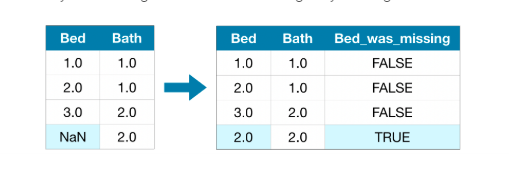 Bed Bath Bed Bath Bed_was_missing
1.0 1.0 1.0 1.0 FALSE
2.0 1.0 2.0 1.0 FALSE
3.0 2.0 3.0 2.0 FALSE
NaN 2.0 2.0 2.0 TRUE